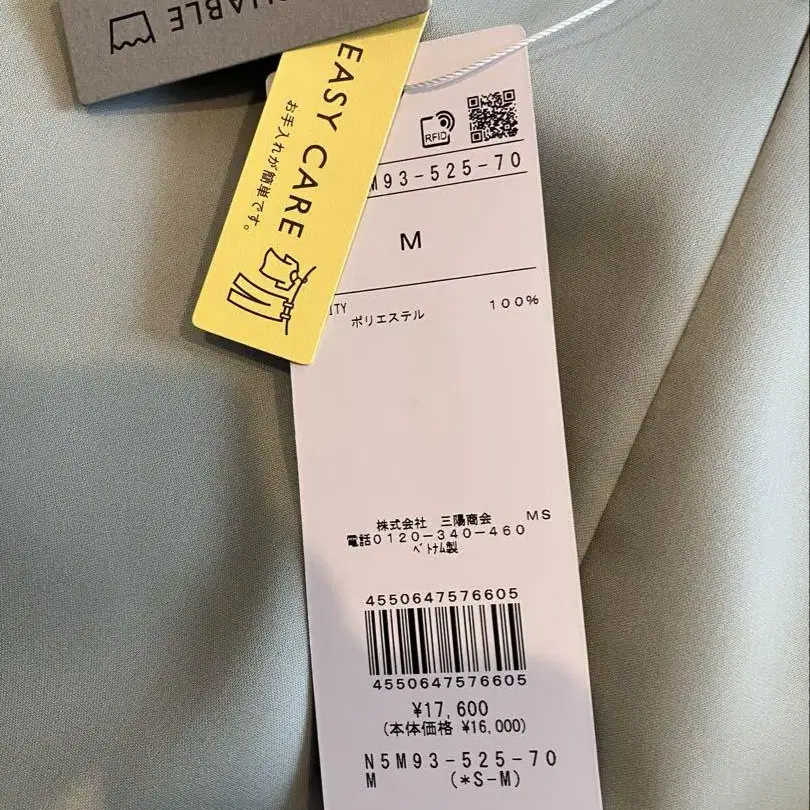 EASY CARE
お手入れが簡単です。
RFID
M93-525-70
M
ITY
ポリエステル 100%
株式会社 三陽商会 MS
電話0120-340-460
ベトナム製
4550647576605
4550647576605
¥17,600
(本体価格 ¥16,000)
N5M93-525-70
M (*S-M)